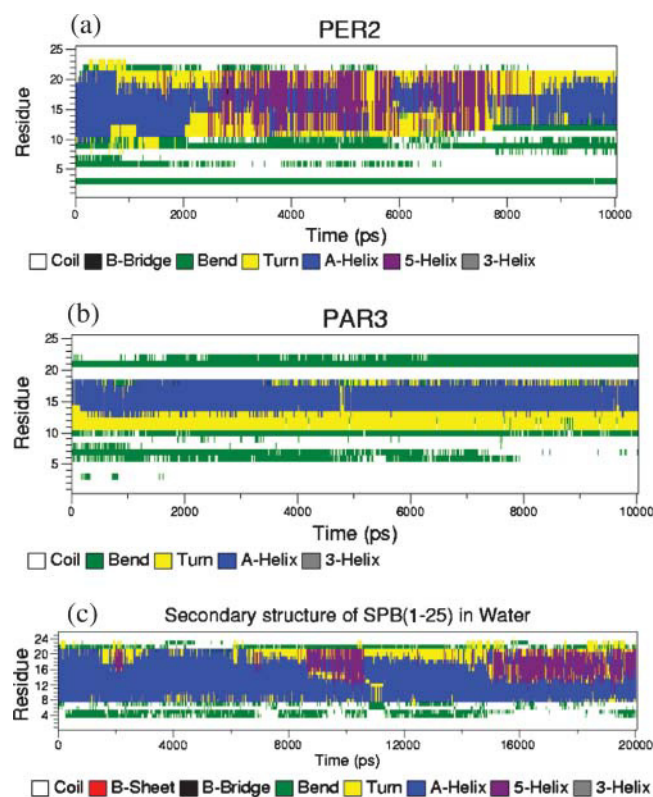 (a)
PER2
25
20
15
10
5
Residue
0 2000 4000 6000 8000 10000
Time (ps)
Coil B-Bridge Bend Turn A-Helix 5-Helix 3-Helix
(b)
PAR3
25
20
15
10
5
Residue
0 2000 4000 6000 8000 10000
Time (ps)
Coil Bend Turn A-Helix 3-Helix
(c)
Secondary structure of SPB(1-25) in Water
24
20
16
12
8
4
Residue
0 4000 8000 12000 16000 20000
Time (ps)
Coil B-Sheet B-Bridge Bend Turn A-Helix 5-Helix 3-Helix